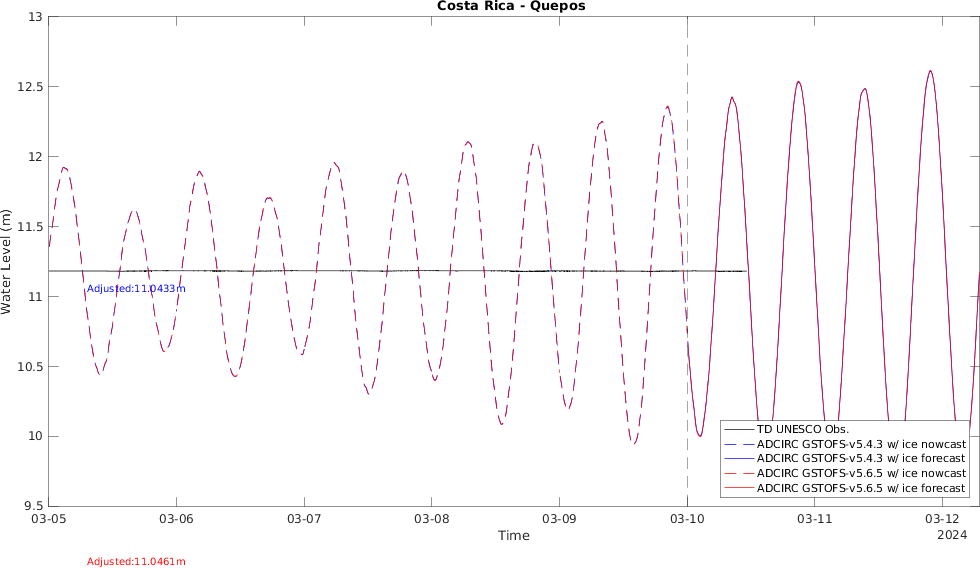 Costa Rica - Quepos
Water Level (m)
13
12.5
12
11.5
11
10.5
10
9.5
Adjusted:11.0433m
TD UNESCO Obs.
ADCIRC GSTOFS-v5.4.3 w/ ice nowcast
ADCIRC GSTOFS-v5.4.3 w/ ice forecast
ADCIRC GSTOFS-v5.6.5 w/ ice nowcast
ADCIRC GSTOFS-v5.6.5 w/ ice forecast
03-05 03-06 03-07 03-08 03-09 03-10 03-11 03-12
Time
2024
Adjusted:11.0461m